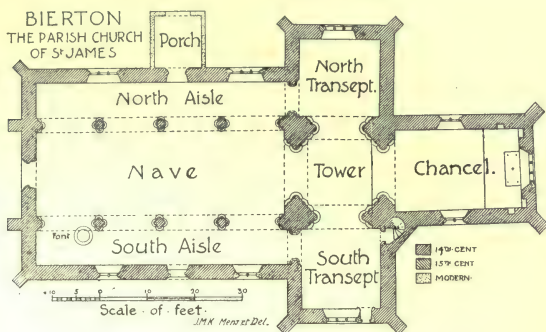 BIERTON
THE PARISH CHURCH
OF St JAMES
Porch
North
Transept.
North Aisle
Nave
Tower
Chancel.
Font
South Aisle
South
Transept
14TH CENT
15TH CENT
MODERN.
10 5 0 10 20 30
Scale of feet.
J.M.K. Mens et Del.